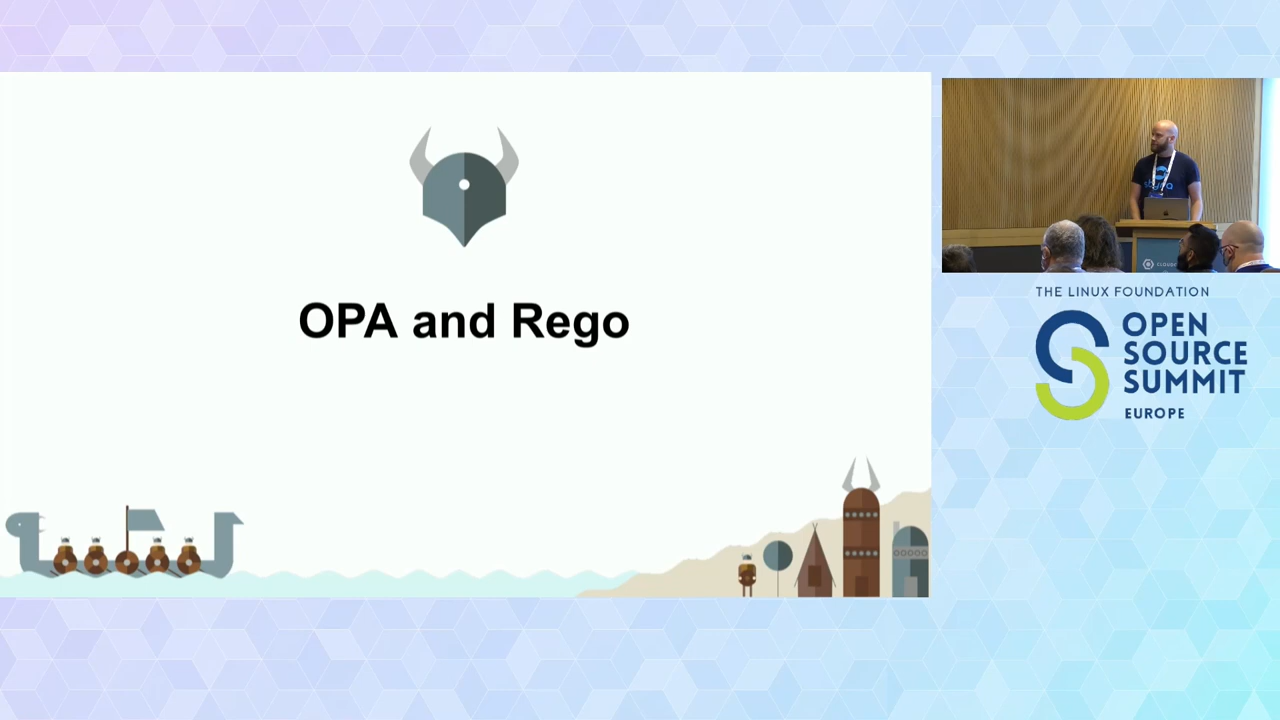 OPA and Rego
THE LINUX FOUNDATION
OPEN
SOURCE
SUMMIT
EUROPE